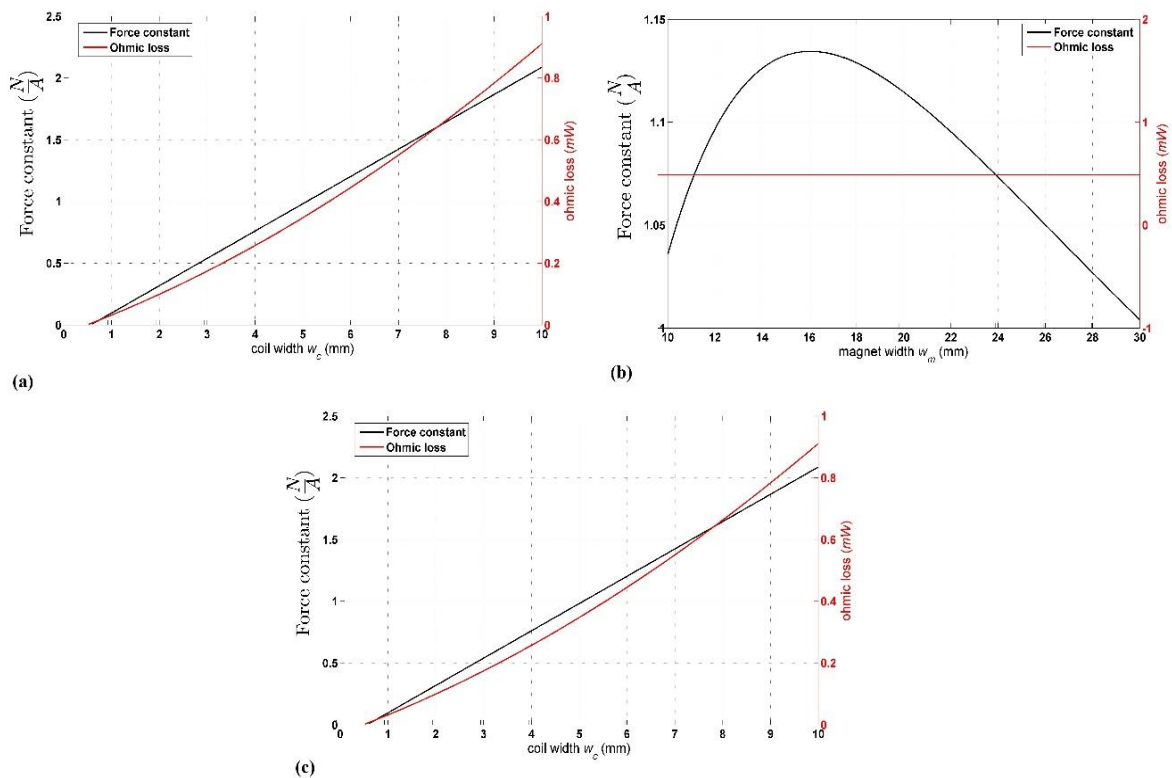 2.5
2
1.5
1
0.5
0
Force constant (N/A)
Force constant
Ohmic loss
1
0.8
0.6
0.4
0.2
0
ohmic loss (mW)
0 1 2 3 4 5 6 7 8 9 10
coil width w_c (mm)
(a)
1.15
1.1
1.05
1
Force constant (N/A)
Force constant
Ohmic loss
2
1
0
-1
ohmic loss (mW)
10 12 14 16 18 20 22 24 26 28 30
magnet width w_m (mm)
(b)
2.5
2
1.5
1
0.5
0
Force constant (N/A)
Force constant
Ohmic loss
1
0.8
0.6
0.4
0.2
0
ohmic loss (mW)
0 1 2 3 4 5 6 7 8 9 10
coil width w_c (mm)
(c)